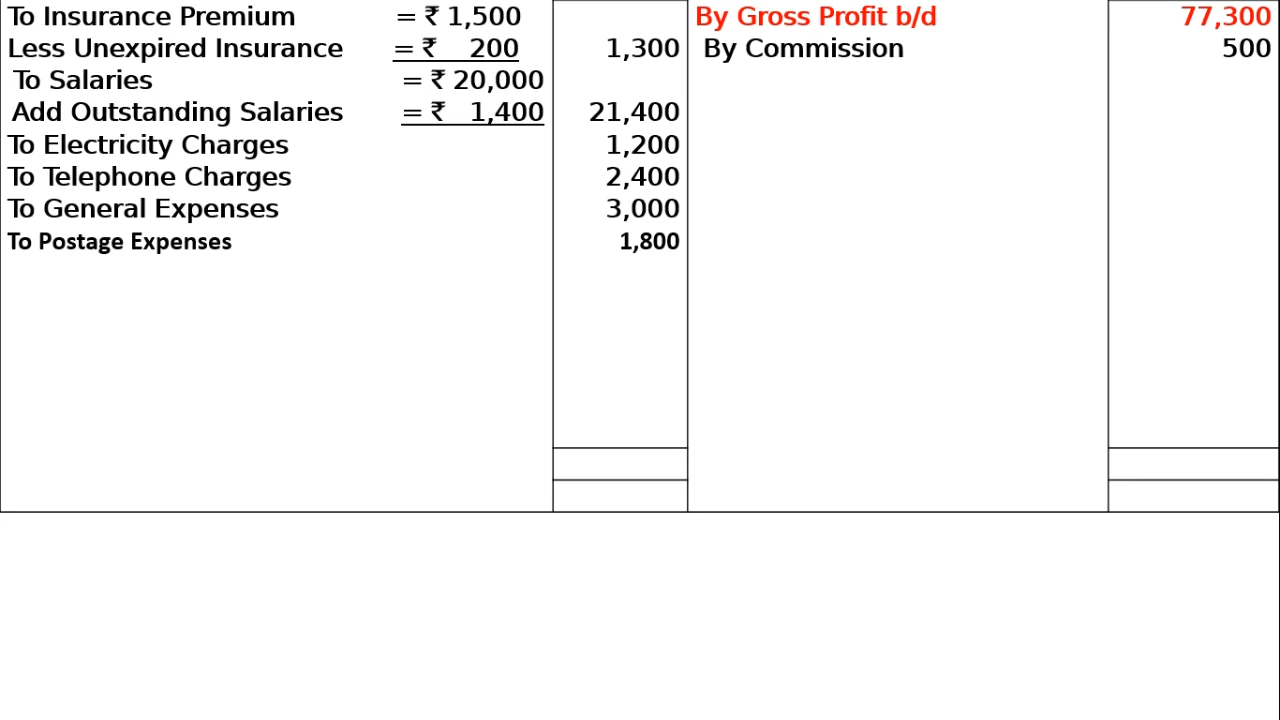 To Insurance Premium = ₹ 1,500 By Gross Profit b/d 77,300
Less Unexpired Insurance = ₹ 200 1,300 By Commission 500
To Salaries = ₹ 20,000
Add Outstanding Salaries = ₹ 1,400 21,400
To Electricity Charges 1,200
To Telephone Charges 2,400
To General Expenses 3,000
To Postage Expenses 1,800